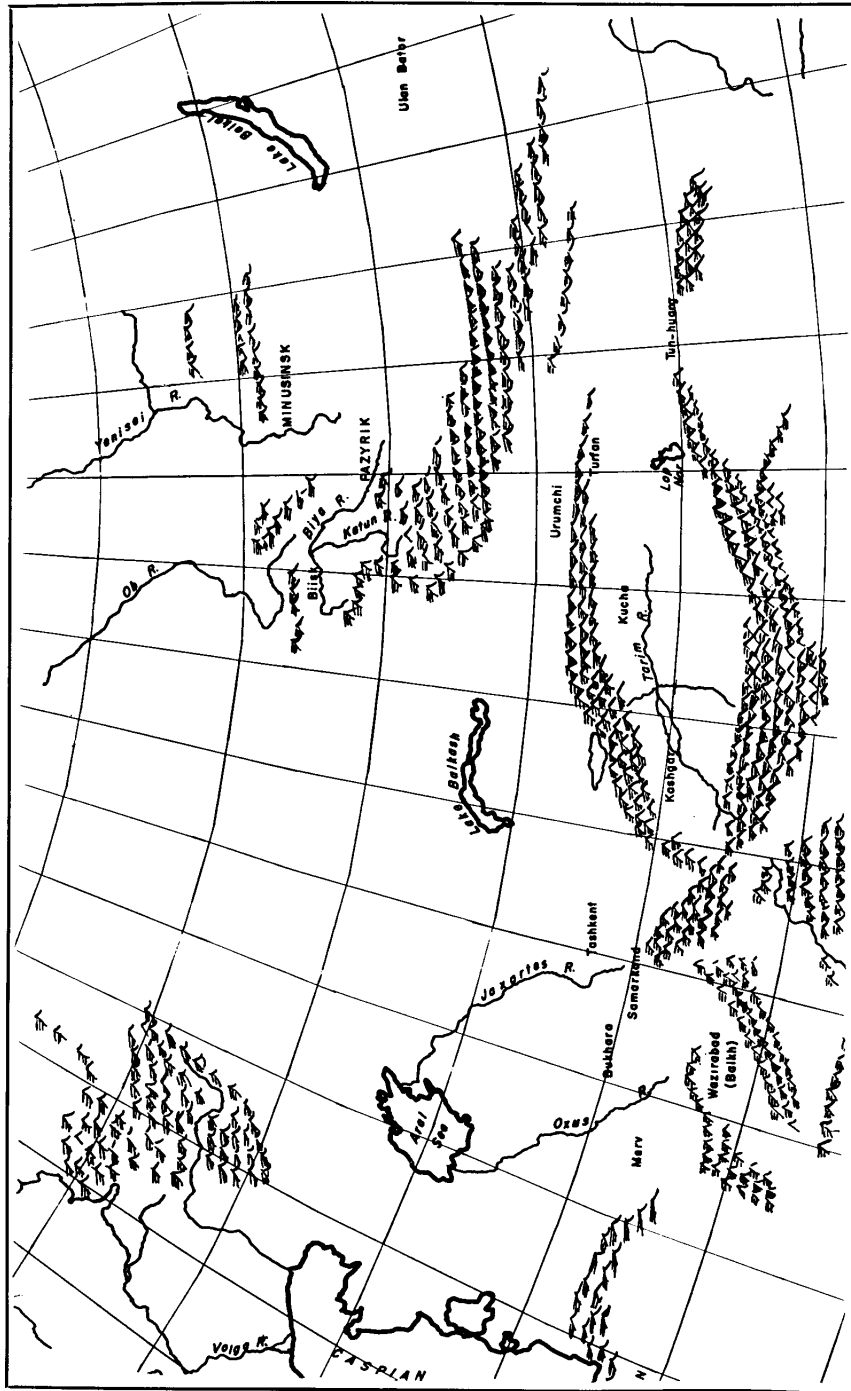 Yenisei R.
Ob R.
Lake Baikal
MINUSINSK
Biya R.
Biisk
PAZYRIK
Katun R.
Ulan Bator
Volga R.
CASPIAN
Aral Sea
Lake Balkash
Jaxartes R.
Oxus R.
Urumchi
Turfan
Tashkent
Bukhara
Samarkand
Merv
Kucha
Tarim R.
Kashgar
Lop Nor
Tun-huang
Wazirabad
(Balkh)
N